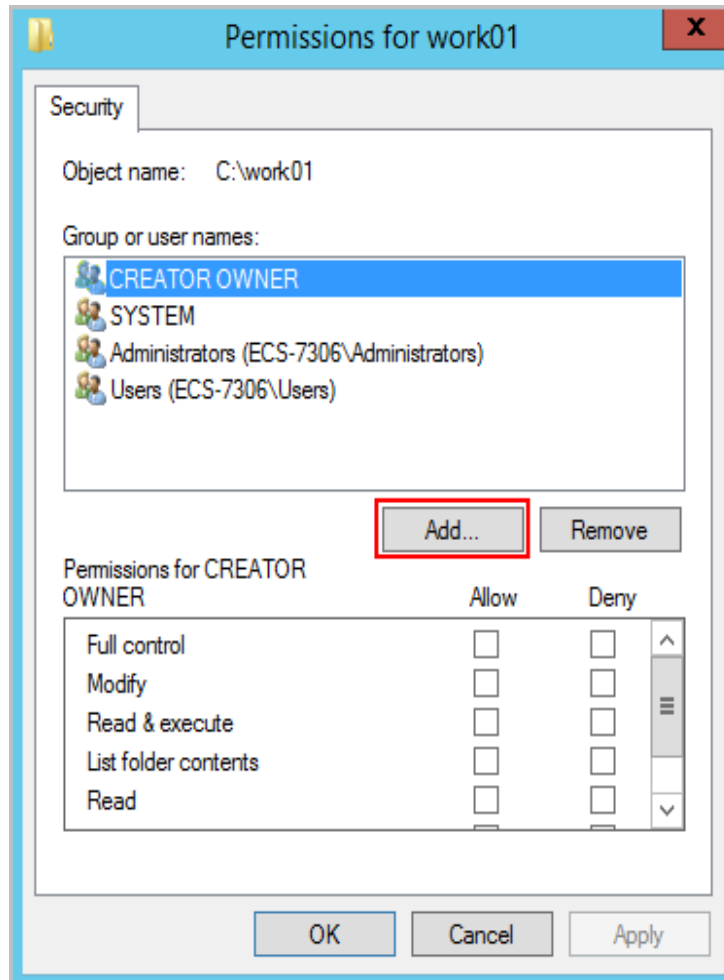 Permissions for work01
X
Security
Object name: C:\work01
Group or user names:
CREATOR OWNER
SYSTEM
Administrators (ECS-7306\Administrators)
Users (ECS-7306\Users)
Add... Remove
Permissions for CREATOR
OWNER Allow Deny
Full control
Modify
Read & execute
List folder contents
Read
OK Cancel Apply